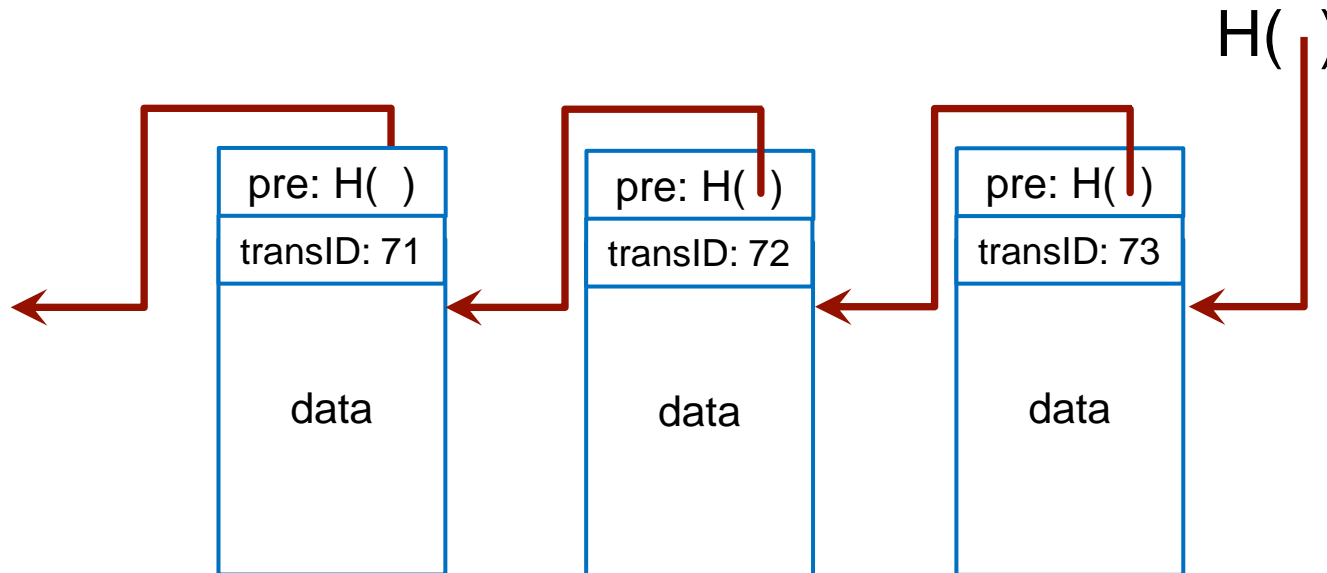 H( )
pre: H( )
transID: 71
data
pre: H( )
transID: 72
data
pre: H( )
transID: 73
data